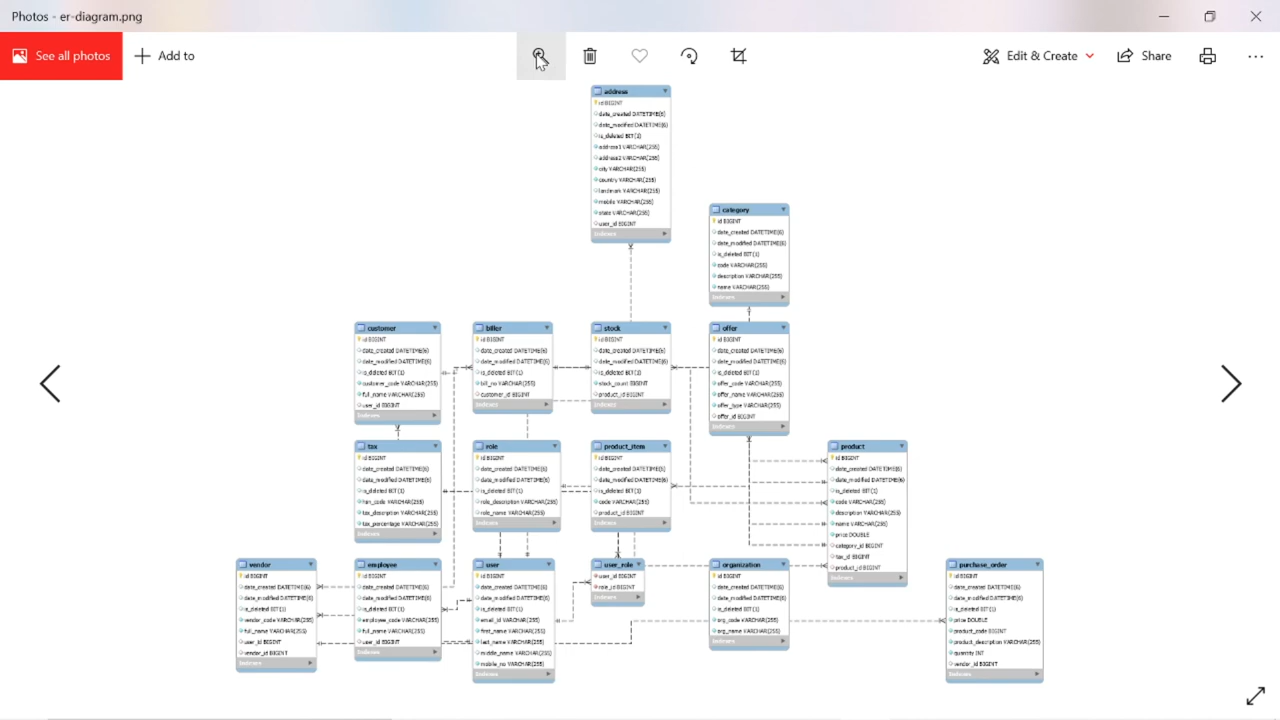 Photos - er-diagram.png
See all photos
Add to
Edit & Create
Share
address
id BIGINT
date_created DATETIME(6)
date_modified DATETIME(6)
is_deleted BIT(1)
address1 VARCHAR(255)
address2 VARCHAR(255)
city VARCHAR(255)
country VARCHAR(255)
landmark VARCHAR(255)
mobile VARCHAR(255)
state VARCHAR(255)
user_id BIGINT
Indexes
category
id BIGINT
date_created DATETIME(6)
date_modified DATETIME(6)
is_deleted BIT(1)
code VARCHAR(255)
description VARCHAR(255)
name VARCHAR(255)
Indexes
customer
id BIGINT
date_created DATETIME(6)
date_modified DATETIME(6)
is_deleted BIT(1)
customer_code VARCHAR(255)
full_name VARCHAR(255)
user_id BIGINT
Indexes
biller
id BIGINT
date_created DATETIME(6)
date_modified DATETIME(6)
is_deleted BIT(1)
bill_no VARCHAR(255)
customer_id BIGINT
Indexes
stock
id BIGINT
date_created DATETIME(6)
date_modified DATETIME(6)
is_deleted BIT(1)
stock_count BIGINT
product_id BIGINT
Indexes
offer
id BIGINT
date_created DATETIME(6)
date_modified DATETIME(6)
is_deleted BIT(1)
offer_code VARCHAR(255)
offer_name VARCHAR(255)
offer_type VARCHAR(255)
offer_id BIGINT
Indexes
tax
id BIGINT
date_created DATETIME(6)
date_modified DATETIME(6)
is_deleted BIT(1)
tax_code VARCHAR(255)
tax_description VARCHAR(255)
tax_percentage VARCHAR(255)
Indexes
role
id BIGINT
date_created DATETIME(6)
date_modified DATETIME(6)
is_deleted BIT(1)
role_description VARCHAR(255)
role_name VARCHAR(255)
Indexes
product_item
id BIGINT
date_created DATETIME(6)
date_modified DATETIME(6)
is_deleted BIT(1)
code VARCHAR(255)
product_id BIGINT
Indexes
product
id BIGINT
date_created DATETIME(6)
date_modified DATETIME(6)
is_deleted BIT(1)
code VARCHAR(255)
description VARCHAR(255)
name VARCHAR(255)
price DOUBLE
category_id BIGINT
tax_id BIGINT
product_id BIGINT
Indexes
vendor
id BIGINT
date_created DATETIME(6)
date_modified DATETIME(6)
is_deleted BIT(1)
vendor_code VARCHAR(255)
full_name VARCHAR(255)
user_id BIGINT
vendor_id BIGINT
Indexes
employee
id BIGINT
date_created DATETIME(6)
date_modified DATETIME(6)
is_deleted BIT(1)
employee_code VARCHAR(255)
full_name VARCHAR(255)
user_id BIGINT
Indexes
user
id BIGINT
date_created DATETIME(6)
date_modified DATETIME(6)
is_deleted BIT(1)
email_id VARCHAR(255)
first_name VARCHAR(255)
last_name VARCHAR(255)
middle_name VARCHAR(255)
mobile_no VARCHAR(255)
Indexes
user_role
user_id BIGINT
role_id BIGINT
Indexes
organization
id BIGINT
date_created DATETIME(6)
date_modified DATETIME(6)
is_deleted BIT(1)
org_code VARCHAR(255)
org_name VARCHAR(255)
Indexes
purchase_order
id BIGINT
date_created DATETIME(6)
date_modified DATETIME(6)
is_deleted BIT(1)
price DOUBLE
product_code BIGINT
product_description VARCHAR(255)
quantity INT
vendor_id BIGINT
Indexes